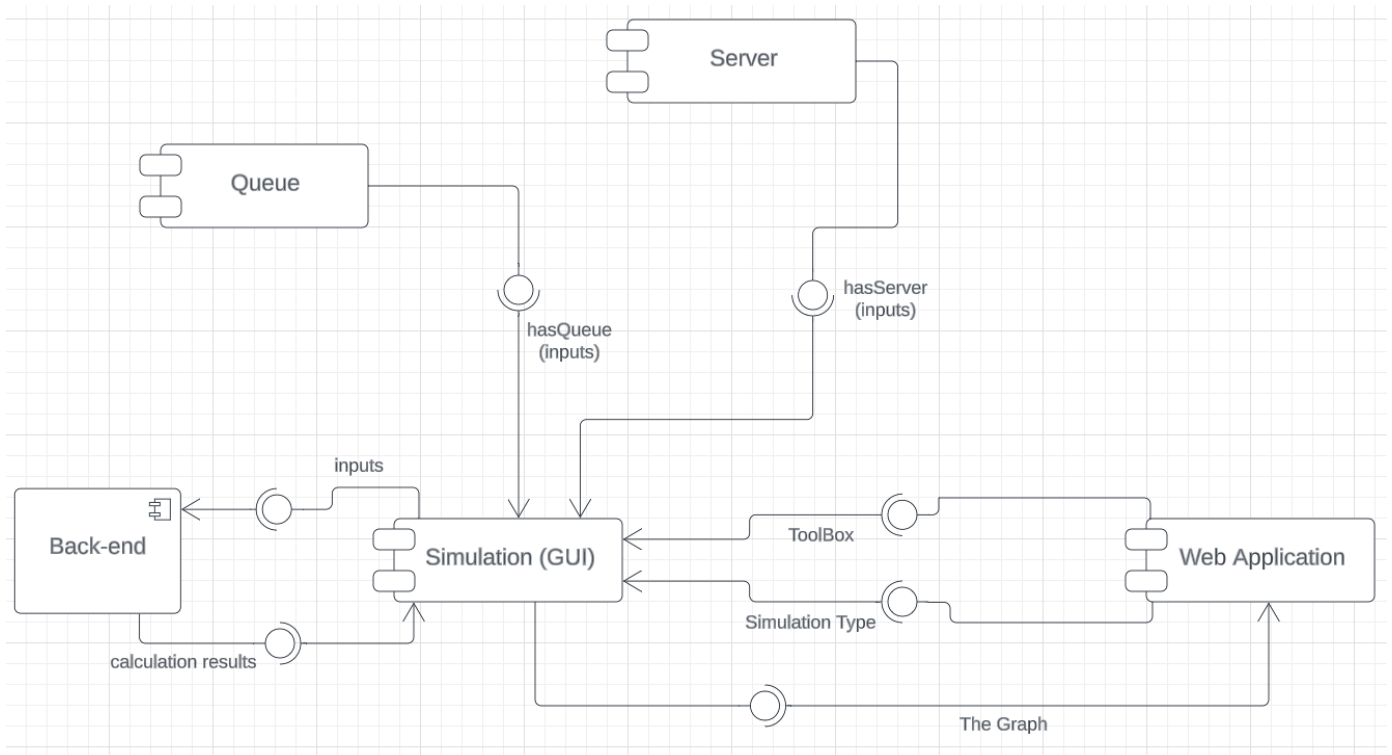 Server
Queue
hasServer
(inputs)
hasQueue
(inputs)
inputs
Back-end
Simulation (GUI)
ToolBox
Web Application
Simulation Type
calculation results
The Graph